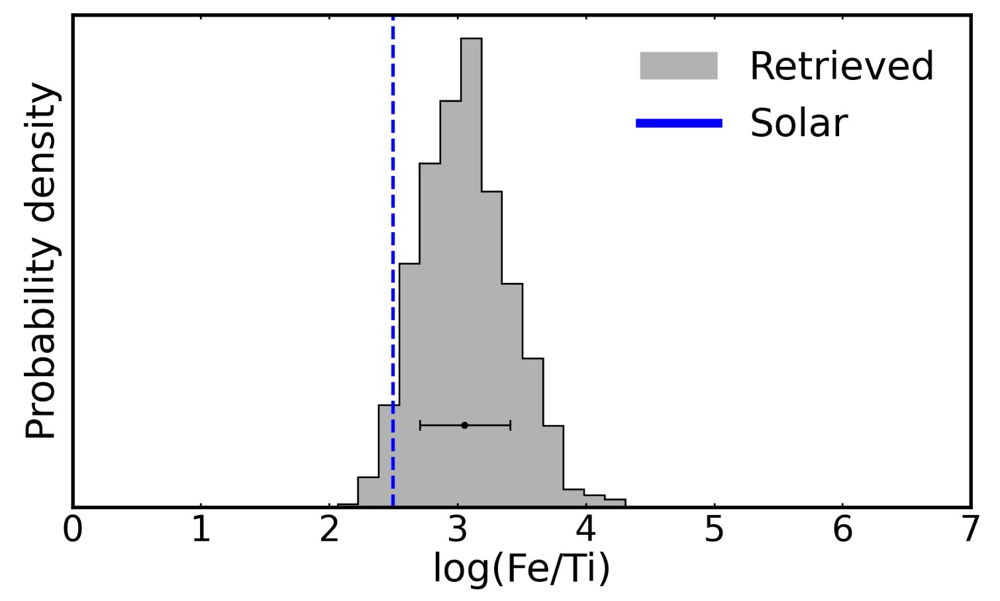 Probability density
Retrieved
Solar
0 1 2 3 4 5 6 7
log(Fe/Ti)